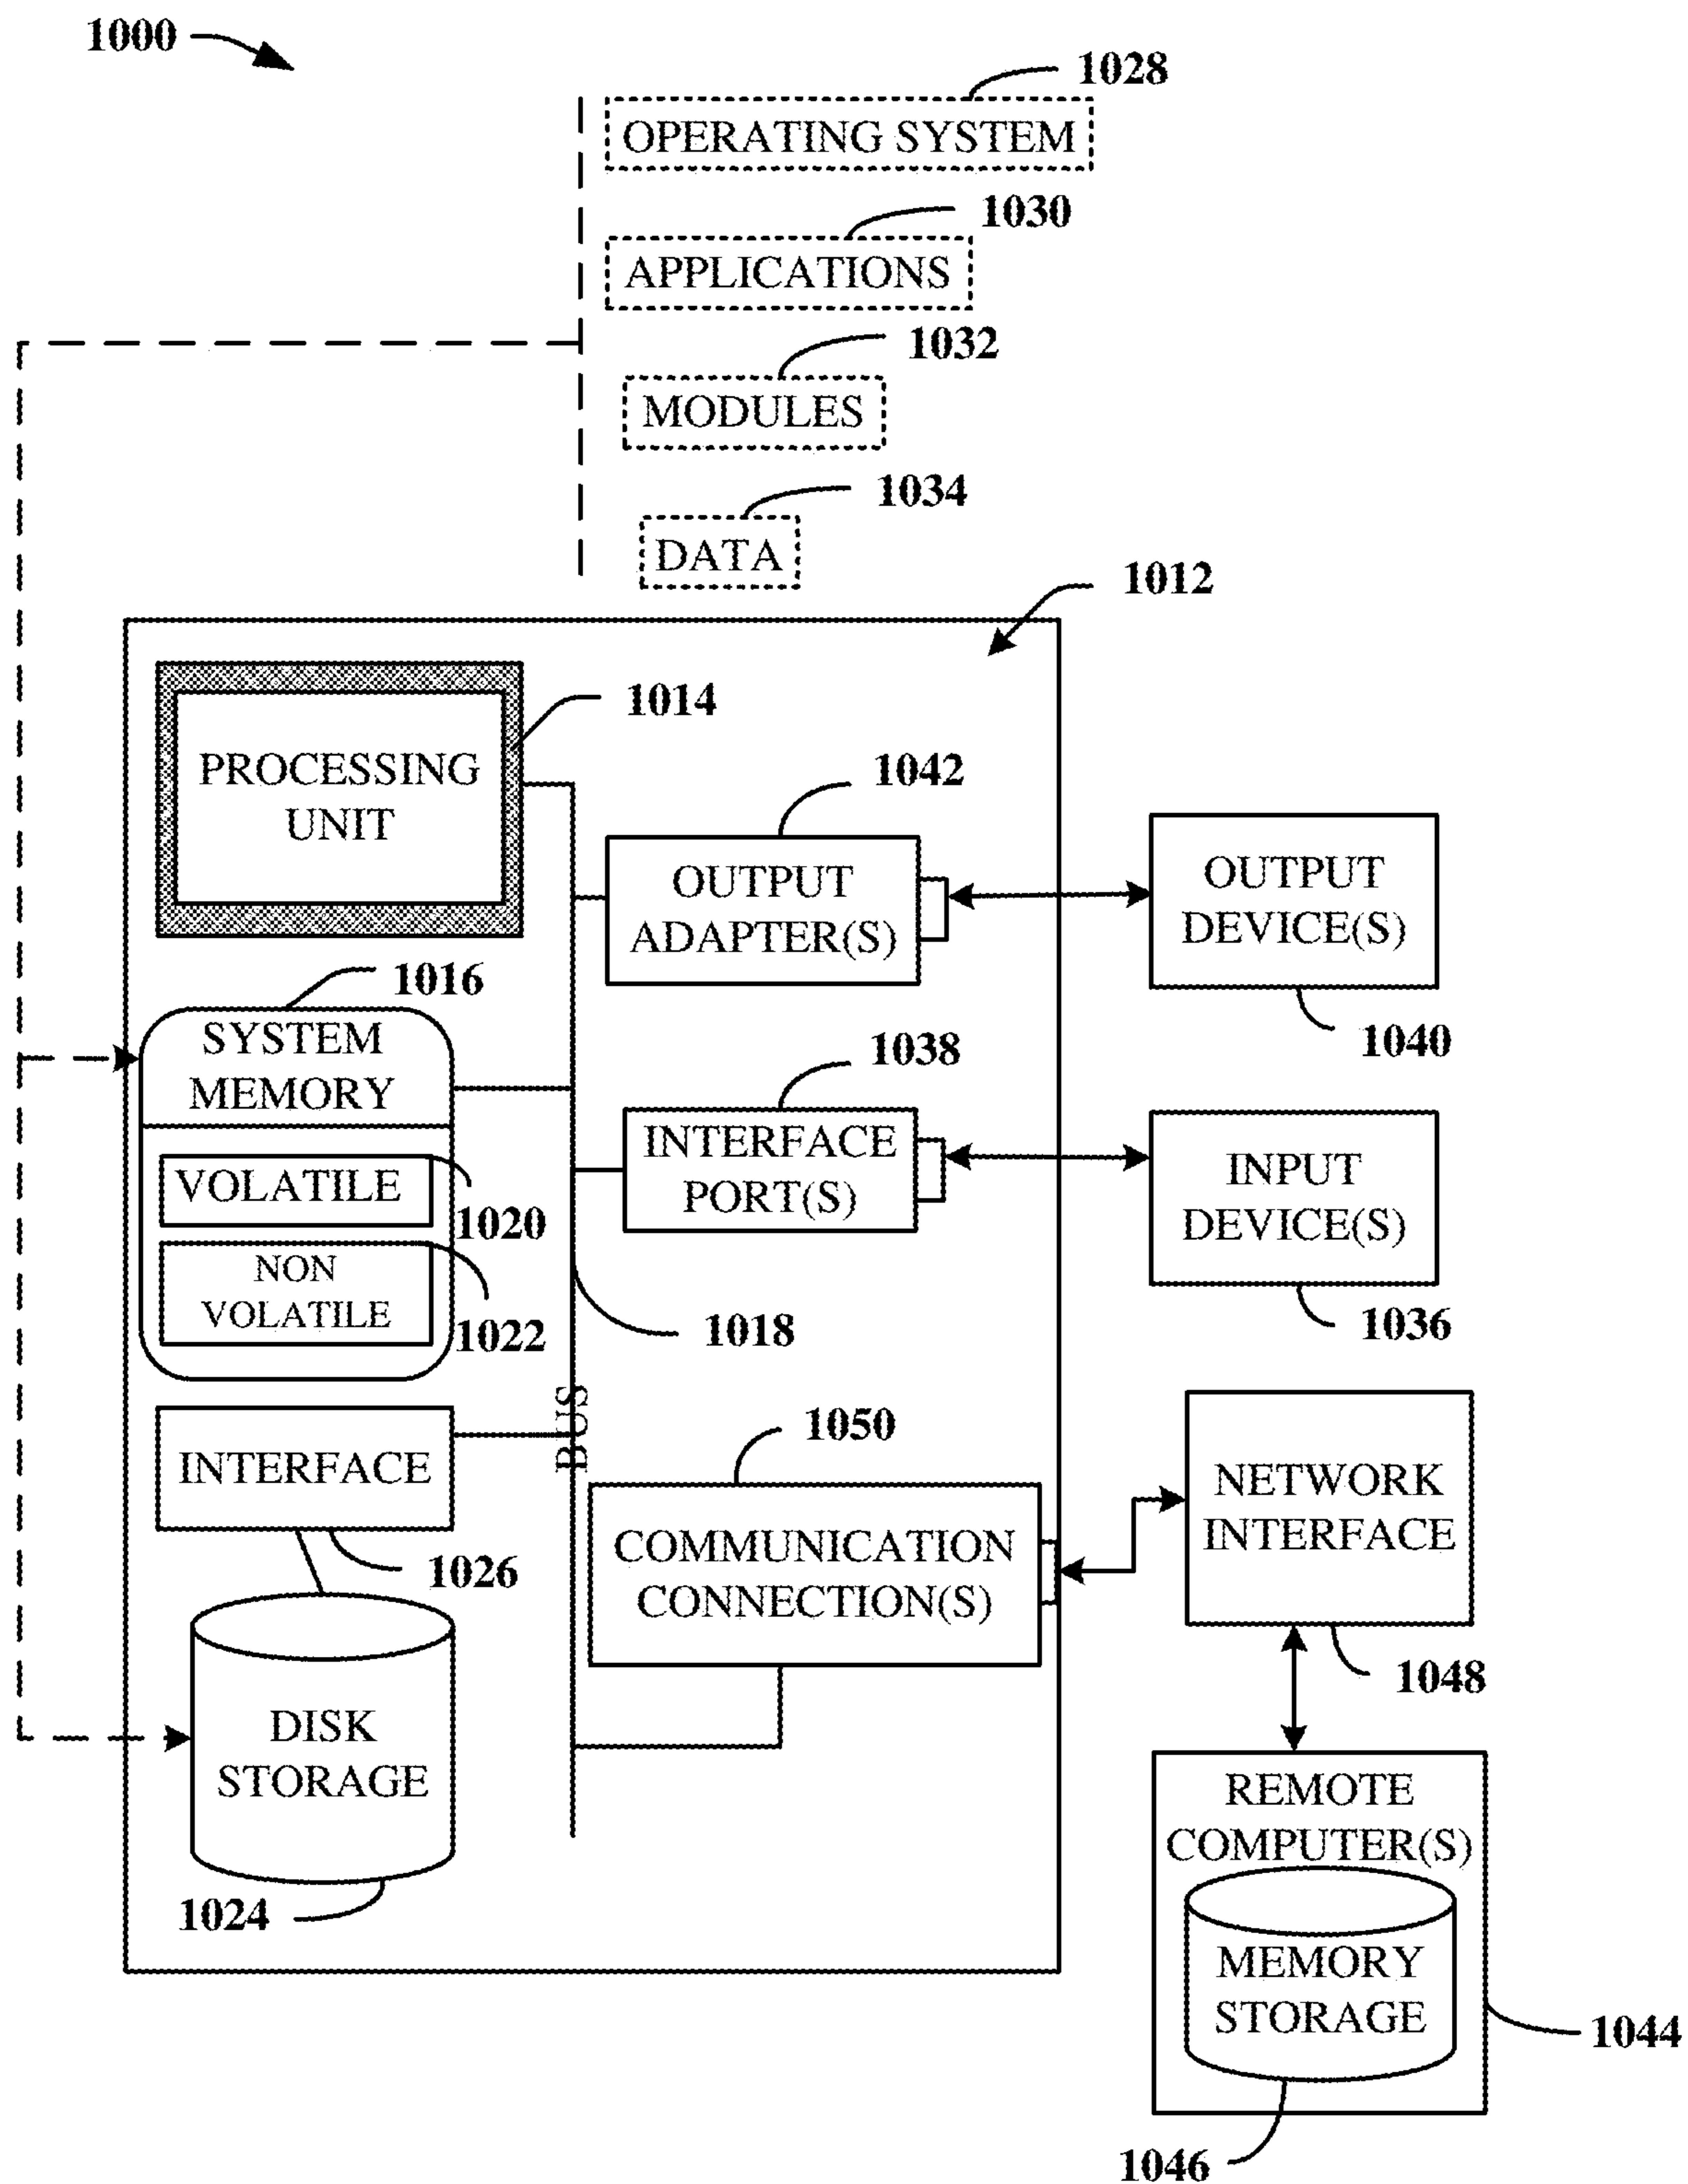 1000
1028
OPERATING SYSTEM
1030
APPLICATIONS
1032
MODULES
1034
DATA
1012
1014
PROCESSING
UNIT
1042
OUTPUT
ADAPTER(S)
OUTPUT
DEVICE(S)
1040
1016
SYSTEM
MEMORY
1038
INTERFACE
PORT(S)
INPUT
DEVICE(S)
1036
VOLATILE
1020
NON
VOLATILE
1022
1018
BUS
INTERFACE
1026
1050
COMMUNICATION
CONNECTION(S)
NETWORK
INTERFACE
1048
DISK
STORAGE
1024
REMOTE
COMPUTER(S)
MEMORY
STORAGE
1044
1046